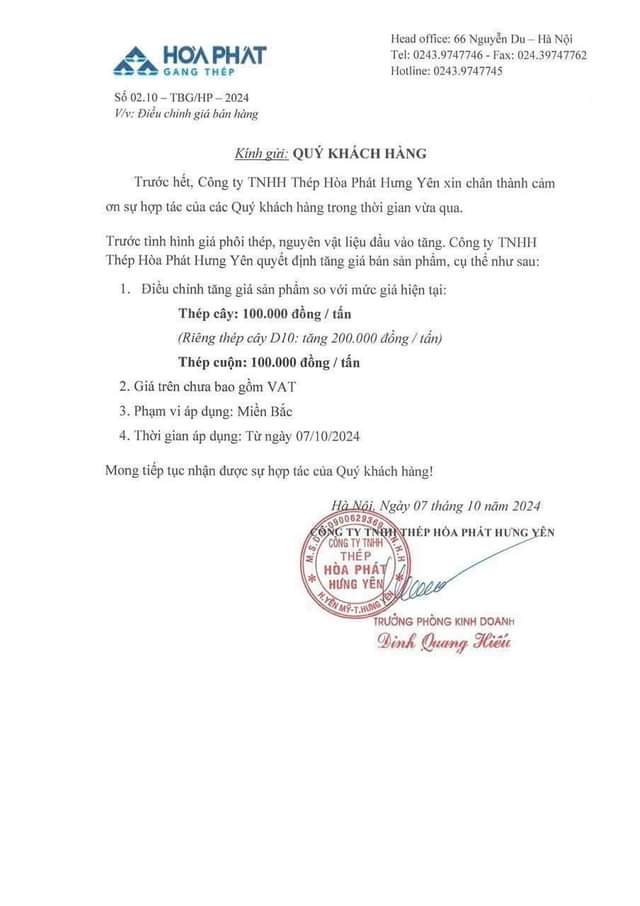 HÒA PHÁT
GANG THÉP
Head office: 66 Nguyễn Du – Hà Nội
Tel: 0243.9747746 - Fax: 024.39747762
Hotline: 0243.9747745
Số 02.10 – TBG/HP – 2024
V/v: Điều chỉnh giá bán hàng
Kính gửi: QUÝ KHÁCH HÀNG
Trước hết, Công ty TNHH Thép Hòa Phát Hưng Yên xin chân thành cảm
ơn sự hợp tác của các Quý khách hàng trong thời gian vừa qua.
Trước tình hình giá phôi thép, nguyên vật liệu đầu vào tăng. Công ty TNHH
Thép Hòa Phát Hưng Yên quyết định tăng giá bán sản phẩm, cụ thể như sau:
1. Điều chỉnh tăng giá sản phẩm so với mức giá hiện tại:
Thép cây: 100.000 đồng / tấn
(Riêng thép cây D10: tăng 200.000 đồng / tấn)
Thép cuộn: 100.000 đồng / tấn
2. Giá trên chưa bao gồm VAT
3. Phạm vi áp dụng: Miền Bắc
4. Thời gian áp dụng: Từ ngày 07/10/2024
Mong tiếp tục nhận được sự hợp tác của Quý khách hàng!
Hà Nội, Ngày 07 tháng 10 năm 2024
CÔNG TY TNHH THÉP HÒA PHÁT HƯNG YÊN
CÔNG TY TNHH
THÉP
HÒA PHÁT
HƯNG YÊN
H.YÊN MỸ-T.HƯNG YÊN
TRƯỞNG PHÒNG KINH DOANH
Đinh Quang Hiếu